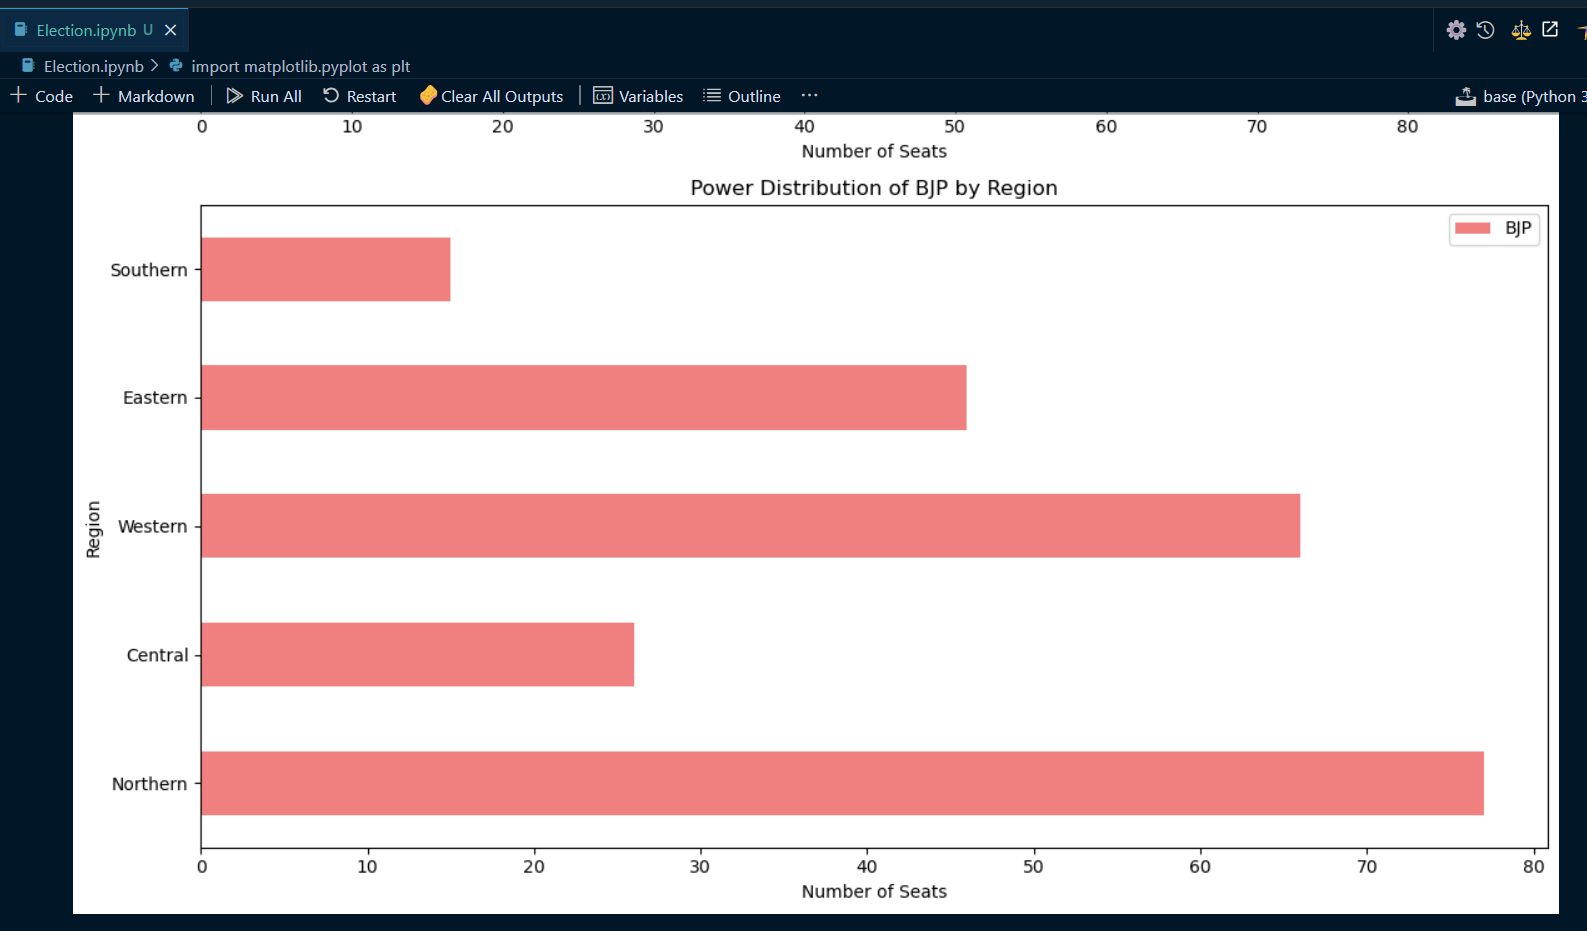 Election.ipynb U
Election.ipynb > import matplotlib.pyplot as plt
+ Code + Markdown Run All Restart Clear All Outputs Variables Outline ...
base (Python 3
0 10 20 30 40 50 60 70 80
Number of Seats
Power Distribution of BJP by Region
BJP
Southern
Eastern
Western
Central
Northern
Region
0 10 20 30 40 50 60 70 80
Number of Seats